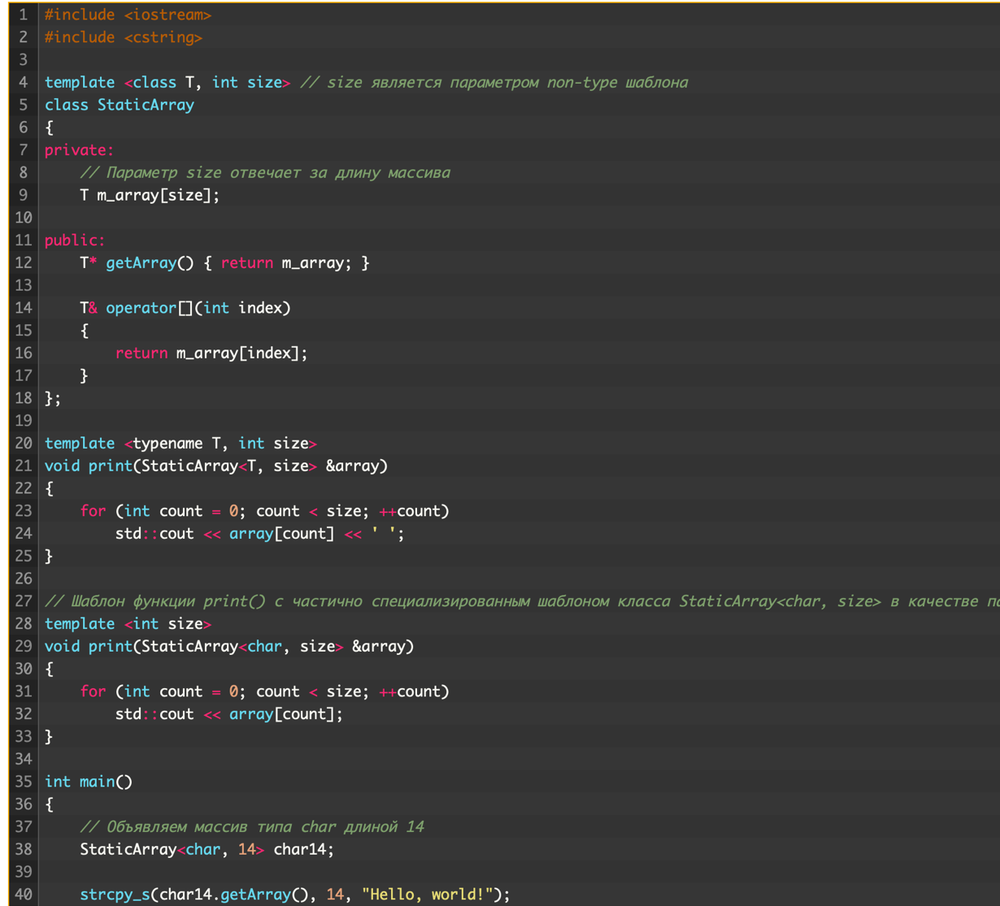 1 #include <iostream>
2 #include <cstring>
3
4 template <class T, int size> // size является параметром non-type шаблона
5 class StaticArray
6 {
7 private:
8     // Параметр size отвечает за длину массива
9     T m_array[size];
10
11 public:
12     T* getArray() { return m_array; }
13
14     T& operator[](int index)
15     {
16         return m_array[index];
17     }
18 };
19
20 template <typename T, int size>
21 void print(StaticArray<T, size> &array)
22 {
23     for (int count = 0; count < size; ++count)
24         std::cout << array[count] << ' ';
25 }
26
27 // Шаблон функции print() с частично специализированным шаблоном класса StaticArray<char, size> в качестве
28 template <int size>
29 void print(StaticArray<char, size> &array)
30 {
31     for (int count = 0; count < size; ++count)
32         std::cout << array[count];
33 }
34
35 int main()
36 {
37     // Объявляем массив типа char длиной 14
38     StaticArray<char, 14> char14;
39
40     strcpy_s(char14.getArray(), 14, "Hello, world!");